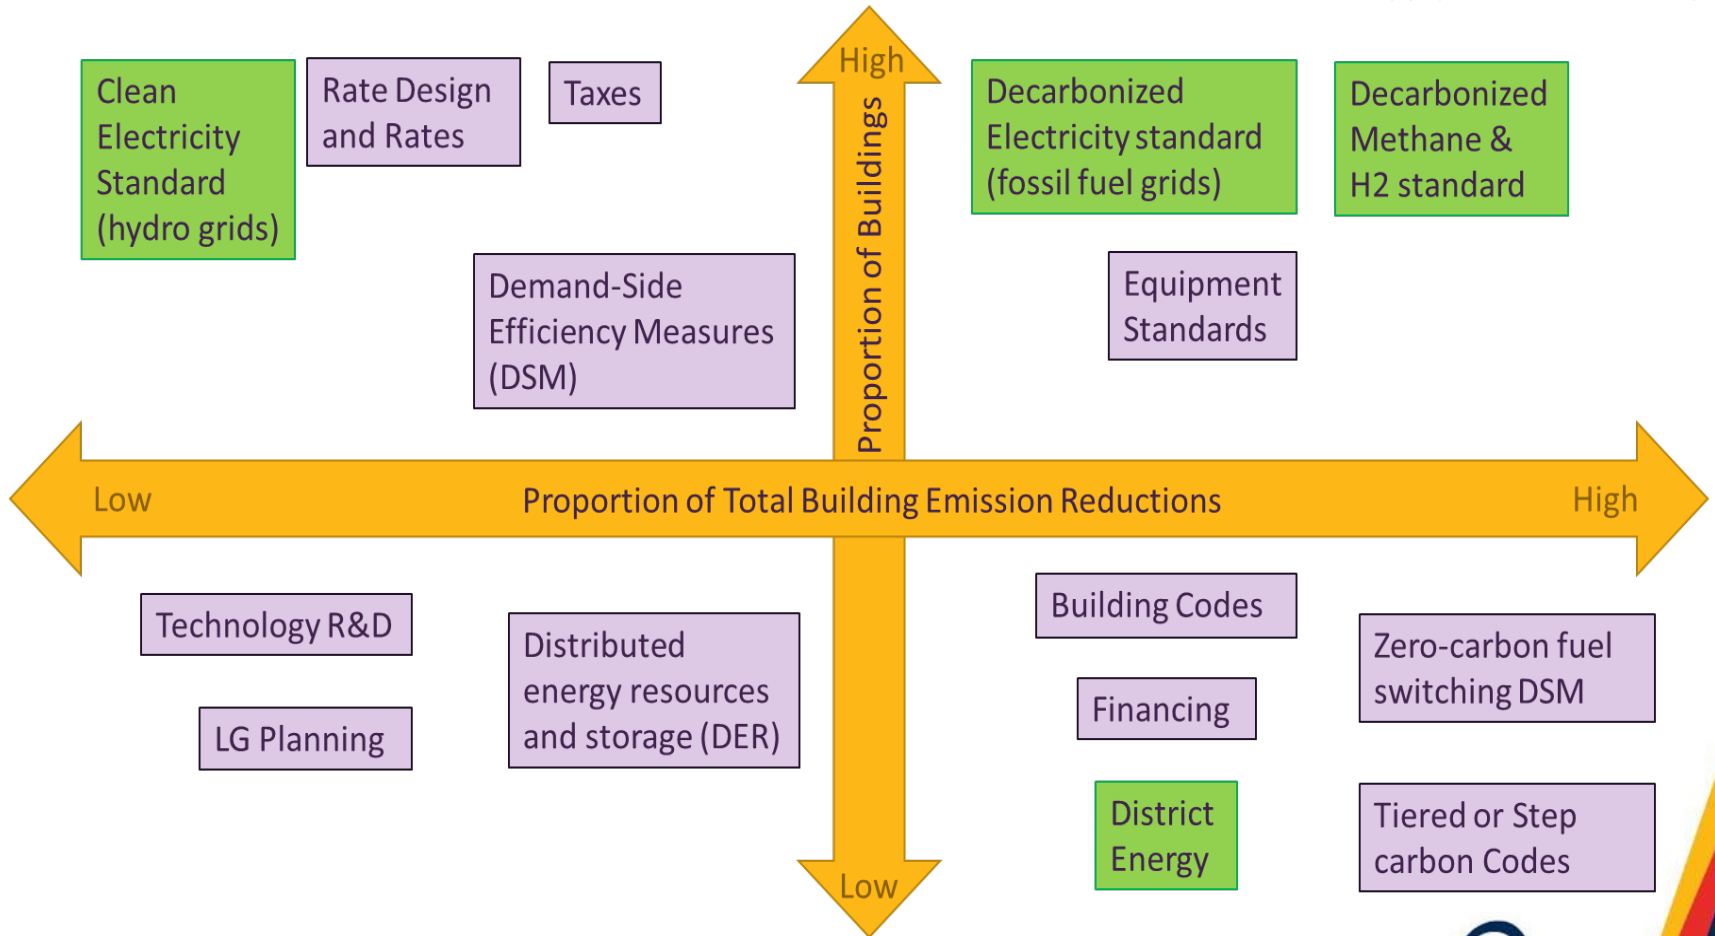 Clean
Electricity
Standard
(hydro grids)
Rate Design
and Rates
Taxes
High
Proportion of Buildings
Decarbonized
Electricity standard
(fossil fuel grids)
Decarbonized
Methane &
H2 standard
Demand-Side
Efficiency Measures
(DSM)
Equipment
Standards
Low
Proportion of Total Building Emission Reductions
High
Technology R&D
LG Planning
Distributed
energy resources
and storage (DER)
Building Codes
Financing
District
Energy
Zero-carbon fuel
switching DSM
Tiered or Step
carbon Codes
Low